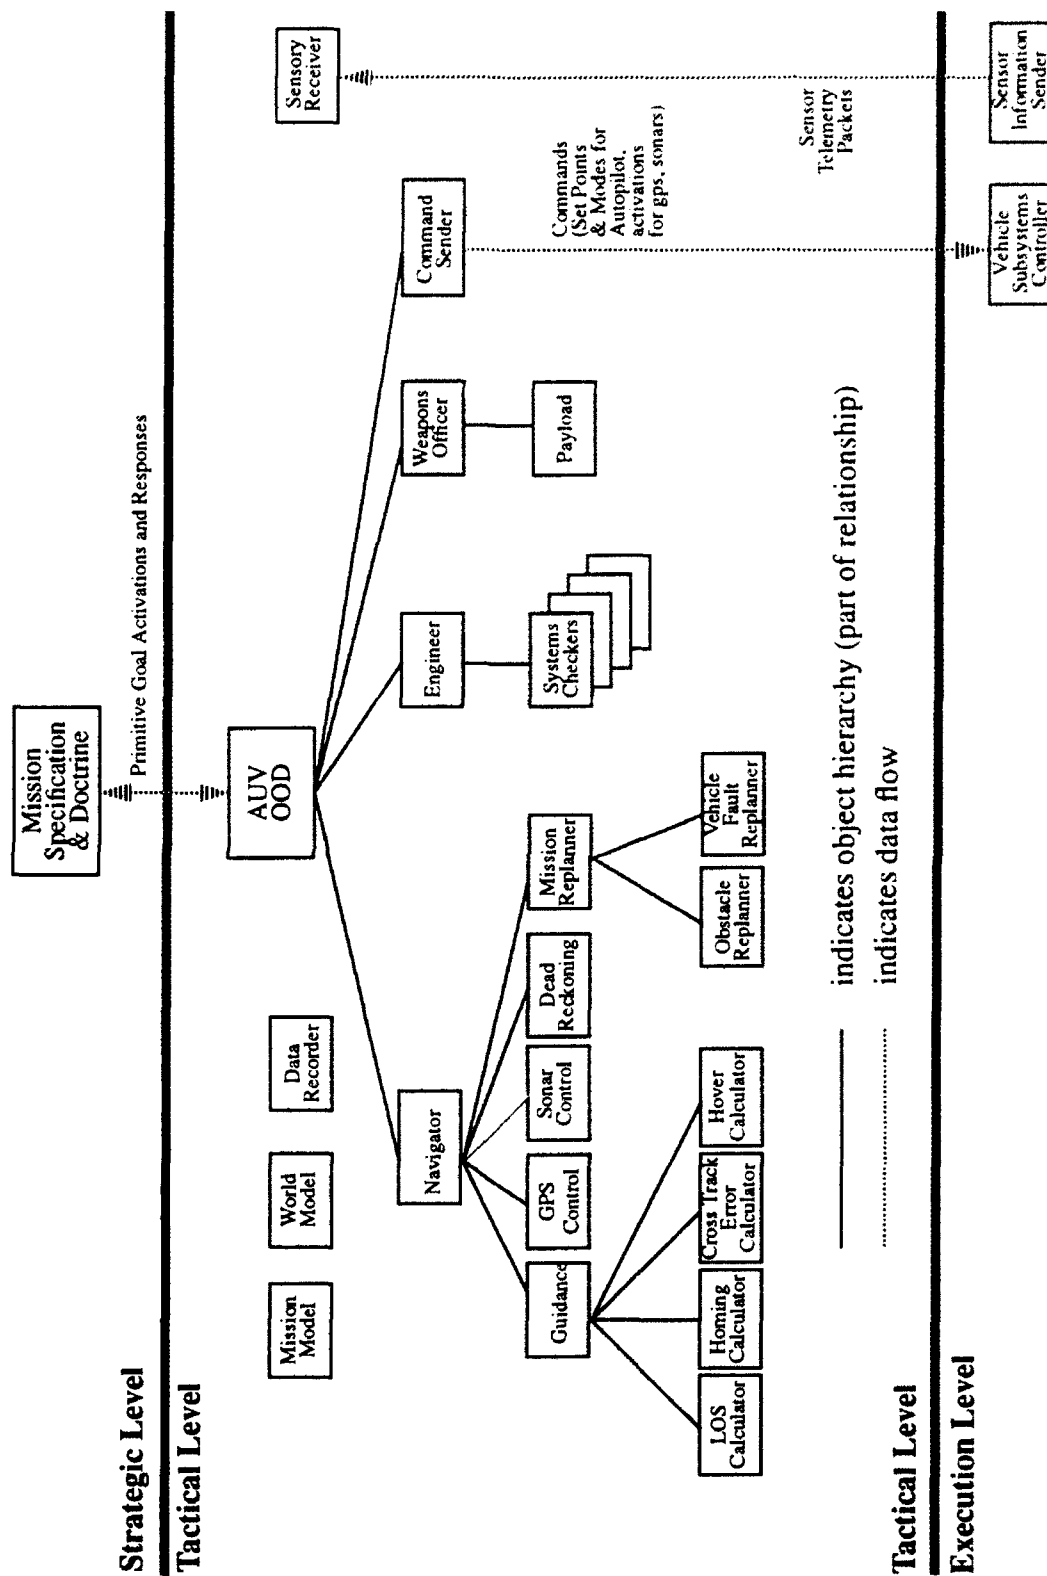 Mission
Specification
& Doctrine
Strategic Level
Primitive Goal Activations and Responses
Tactical Level
AUV
OOD
Mission
Model
World
Model
Data
Recorder
Sensory
Receiver
Navigator
Engineer
Weapons
Officer
Command
Sender
Guidance
GPS
Control
Sonar
Control
Dead
Reckoning
Mission
Replanner
Systems
Checkers
Payload
Commands
(Set Points
& Modes for
Autopilot,
activations
for gps, sonars)
LOS
Calculator
Homing
Calculator
Cross Track
Error
Calculator
Hover
Calculator
Obstacle
Replanner
Vehicle
Fault
Replanner
Sensor
Telemetry
Packets
indicates object hierarchy (part of relationship)
indicates data flow
Tactical Level
Execution Level
Vehicle
Subsystems
Controller
Sensor
Information
Sender